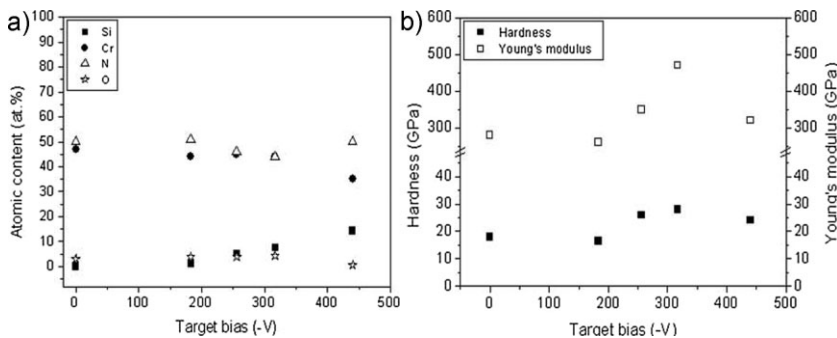 a)
Si
Cr
N
O
100
90
80
70
60
50
40
30
20
10
0
Atomic content (at.%)
0 100 200 300 400 500
Target bias (-V)
b)
Hardness
Young's modulus
600
500
400
300
40
30
20
10
0
Hardness (GPa)
600
500
400
300
40
30
20
10
0
Young's modulus (GPa)
0 100 200 300 400 500
Target bias (-V)